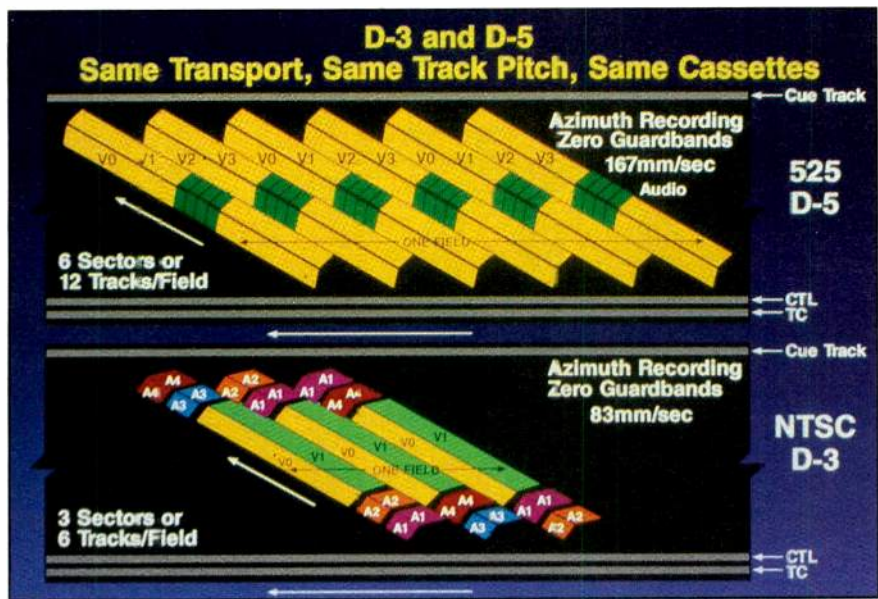 D-3 and D-5
Same Transport, Same Track Pitch, Same Cassettes
Cue Track
Azimuth Recording
Zero Guardbands
167mm/sec
Audio
525
D-5
V0 V1 V2 V3 V0 V1 V2 V3 V0 V1 V2 V3
ONE FIELD
6 Sectors or
12 Tracks/Field
CTL
TC
Cue Track
Azimuth Recording
Zero Guardbands
83mm/sec
NTSC
D-3
A4 A4 A2 A1
A3 A3 A2 A1 A1 A4 A4
V0 V1 V0 V1 V0 V1
ONE FIELD
A2 A2 A1 A1 A4 A4 A3 A3 A1 A1 A2 A2
3 Sectors or
6 Tracks/Field
CTL
TC